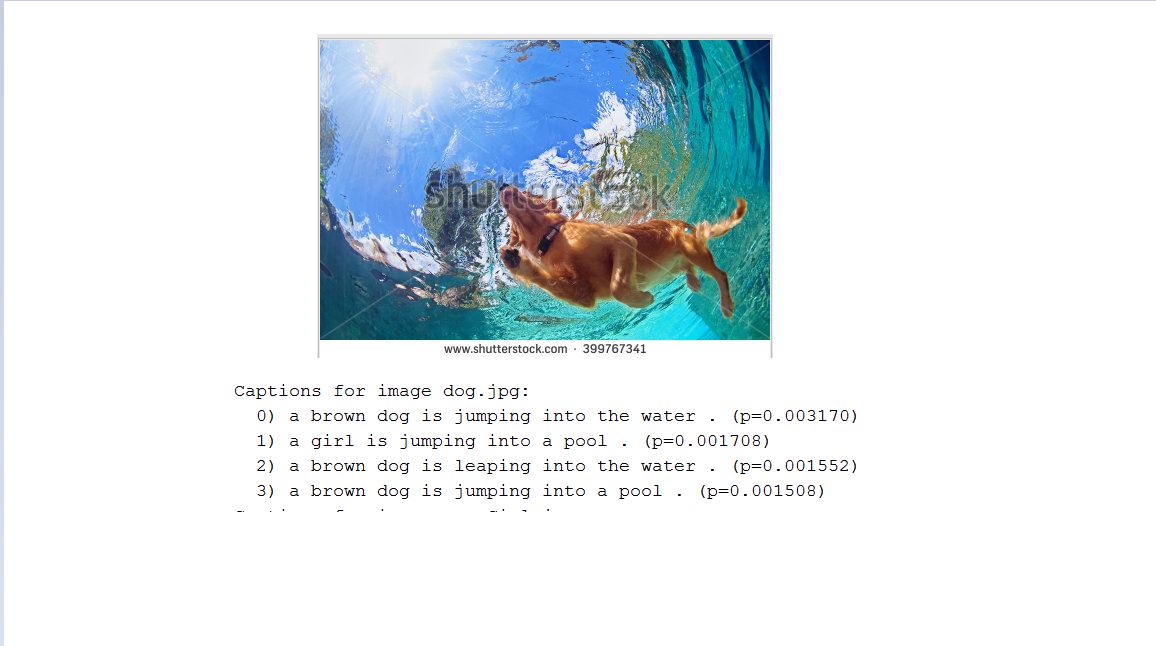 shutterstock
www.shutterstock.com · 399767341
Captions for image dog.jpg:
0) a brown dog is jumping into the water . (p=0.003170)
1) a girl is jumping into a pool . (p=0.001708)
2) a brown dog is leaping into the water . (p=0.001552)
3) a brown dog is jumping into a pool . (p=0.001508)